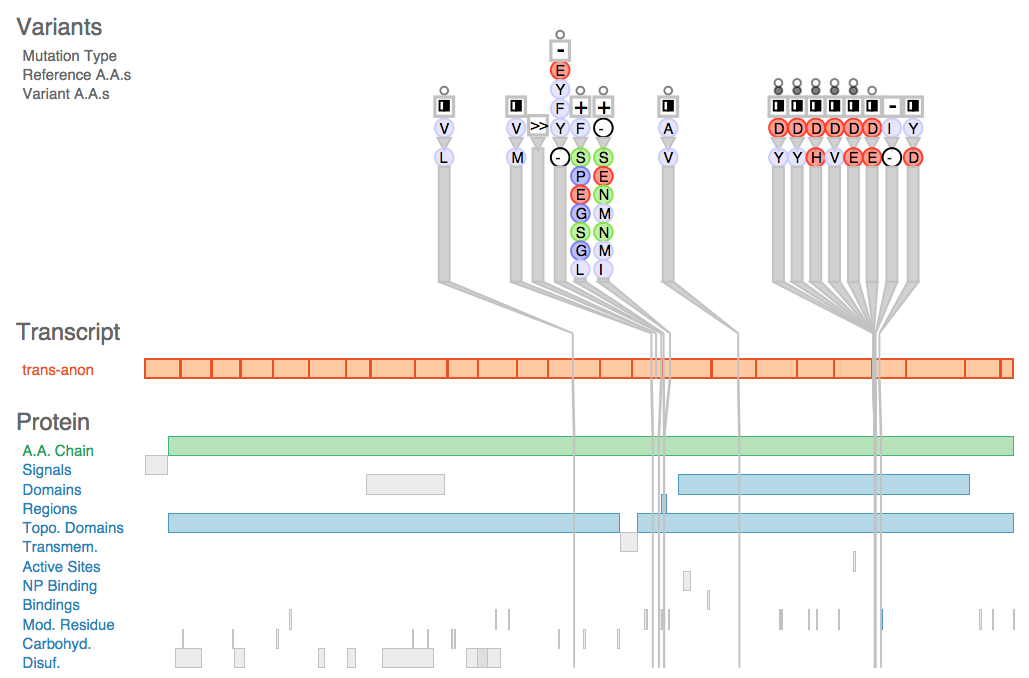 Variants
Mutation Type
Reference A.A.s
Variant A.A.s
-
E
Y
F
+ +
V V >> Y F - A D D D D D D - Y
I
L M - S S V Y Y H V E E - D
P E
E N
G M
S N
G M
L I
Transcript
trans-anon
Protein
A.A. Chain
Signals
Domains
Regions
Topo. Domains
Transmem.
Active Sites
NP Binding
Bindings
Mod. Residue
Carbohyd.
Disuf.